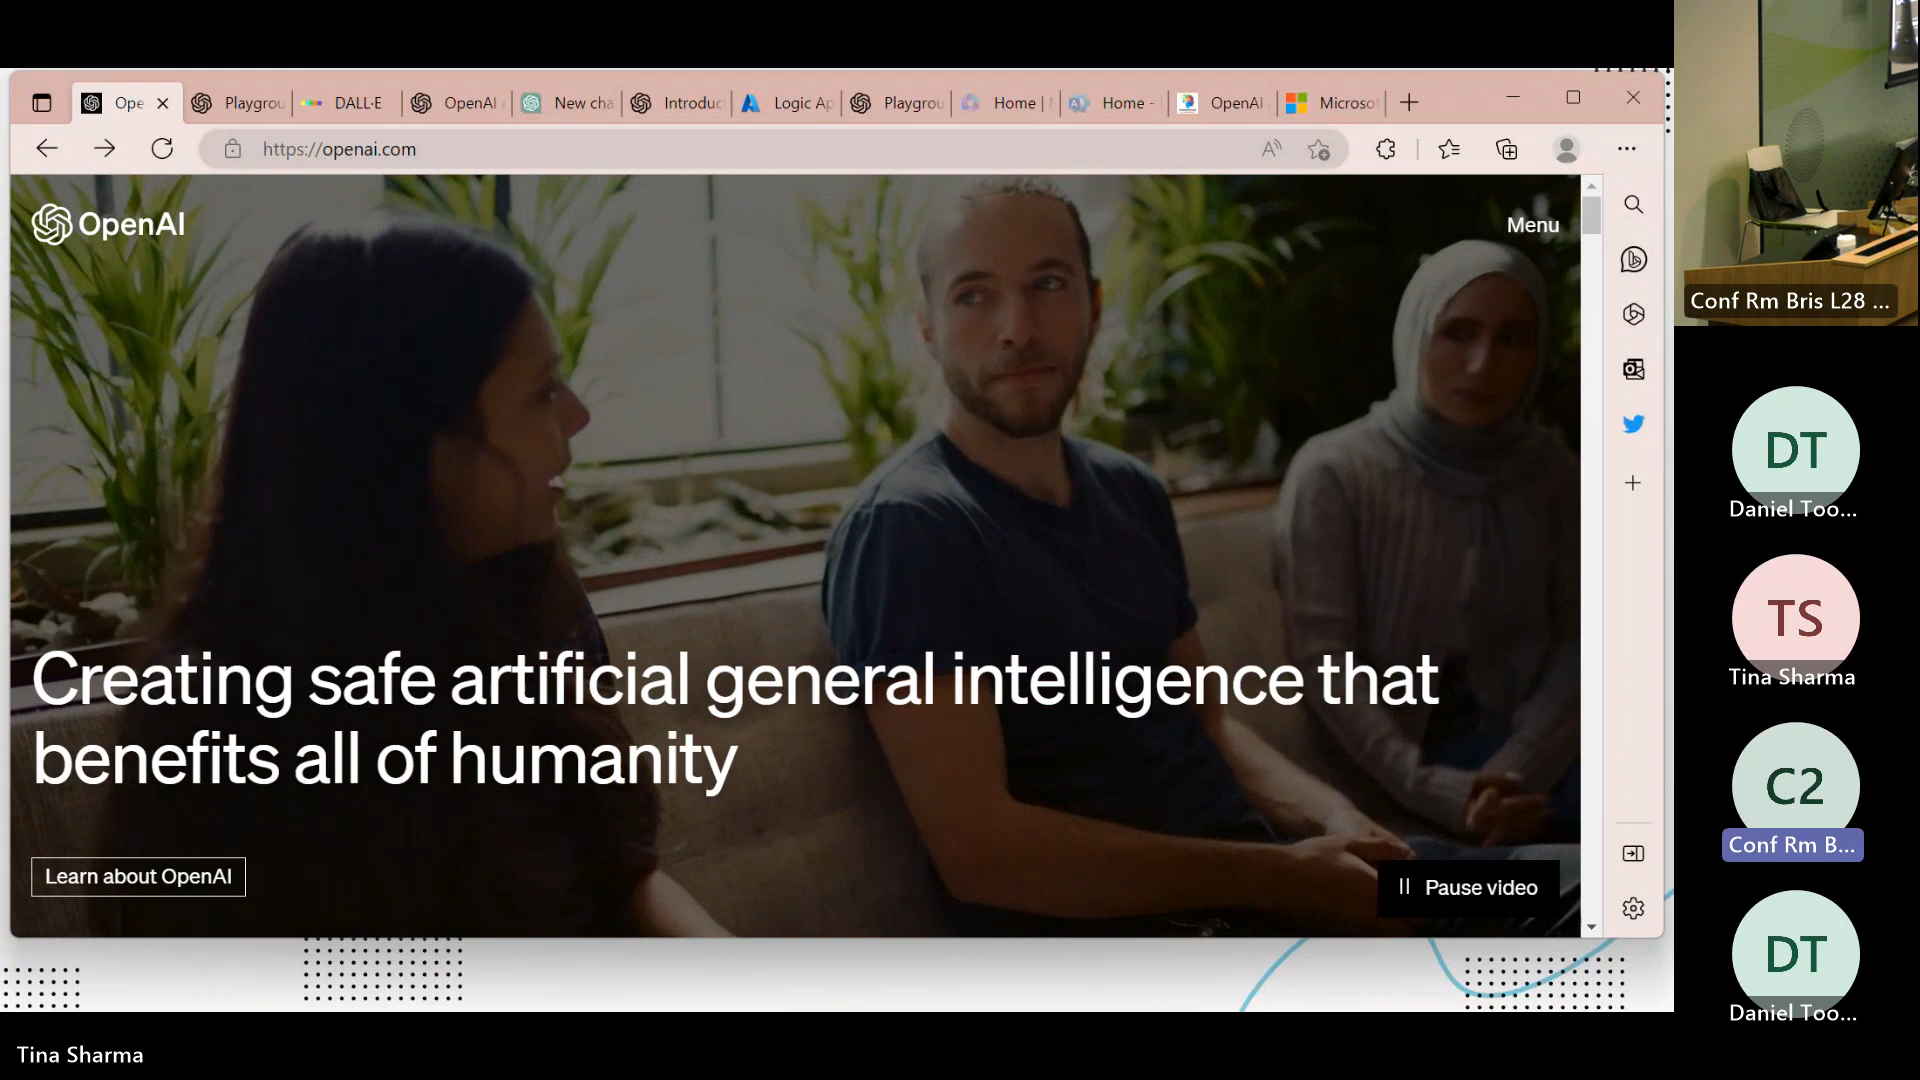 Ope
Playgrou
DALL·E
OpenAI
New cha
Introduc
Logic Ap
Playgrou
Home |
Home -
OpenAI
Microsof
https://openai.com
OpenAI
Menu
Creating safe artificial general intelligence that
benefits all of humanity
Learn about OpenAI
Pause video
Conf Rm Bris L28 ...
DT
Daniel Too...
TS
Tina Sharma
C2
Conf Rm B...
DT
Daniel Too...
Tina Sharma